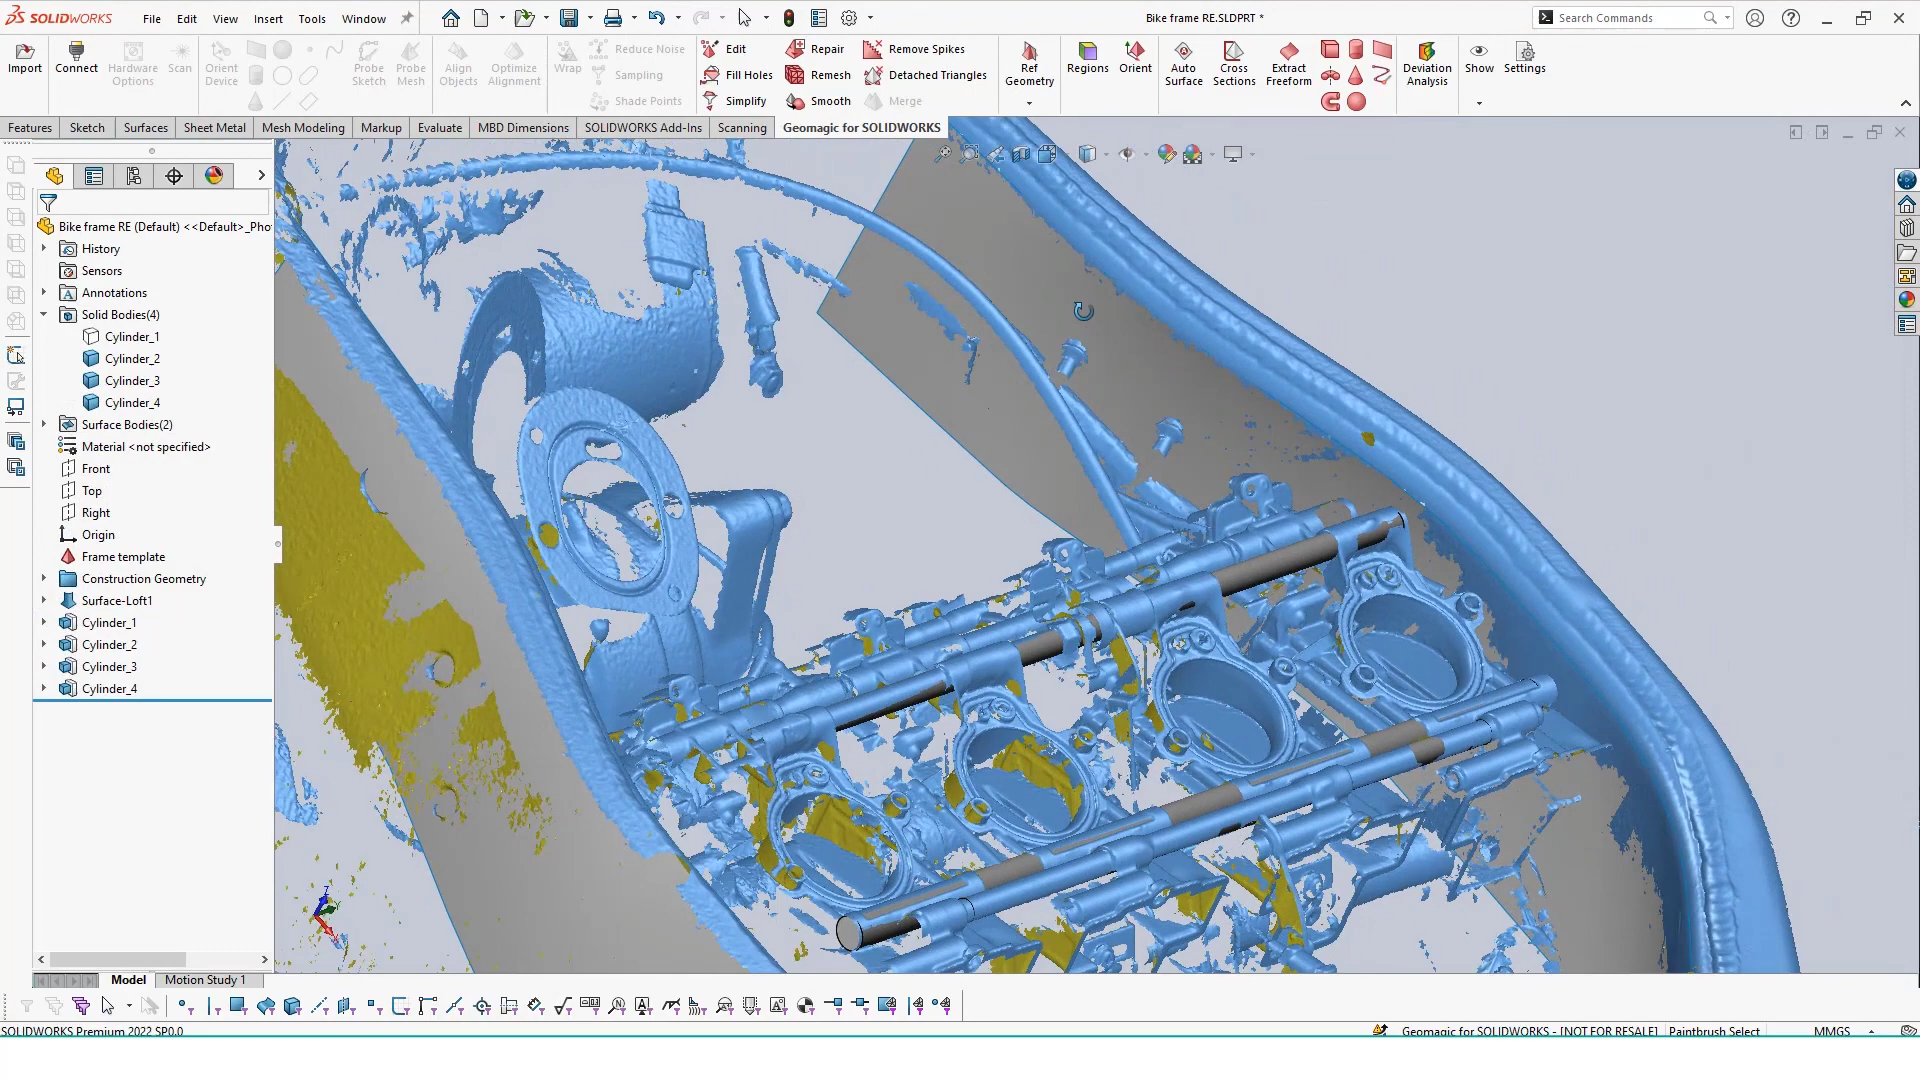 SOLIDWORKS File Edit View Insert Tools Window
Bike frame RE.SLDPRT *
Search Commands
Import
Connect
Hardware Options
Scan
Orient Device
Probe Sketch
Probe Mesh
Align Objects
Optimize Alignment
Wrap
Reduce Noise
Sampling
Shade Points
Edit
Fill Holes
Simplify
Repair
Remesh
Smooth
Remove Spikes
Detached Triangles
Merge
Ref Geometry
Regions
Orient
Auto Surface
Cross Sections
Extract Freeform
Deviation Analysis
Show
Settings
Features Sketch Surfaces Sheet Metal Mesh Modeling Markup Evaluate MBD Dimensions SOLIDWORKS Add-Ins Scanning Geomagic for SOLIDWORKS
Bike frame RE (Default) <<Default>_Pho
History
Sensors
Annotations
Solid Bodies(4)
Cylinder_1
Cylinder_2
Cylinder_3
Cylinder_4
Surface Bodies(2)
Material <not specified>
Front
Top
Right
Origin
Frame template
Construction Geometry
Surface-Loft1
Cylinder_1
Cylinder_2
Cylinder_3
Cylinder_4
Model Motion Study 1
SOLIDWORKS Premium 2022 SP0.0
Geomagic for SOLIDWORKS - [NOT FOR RESALE] Paintbrush Select MMGS